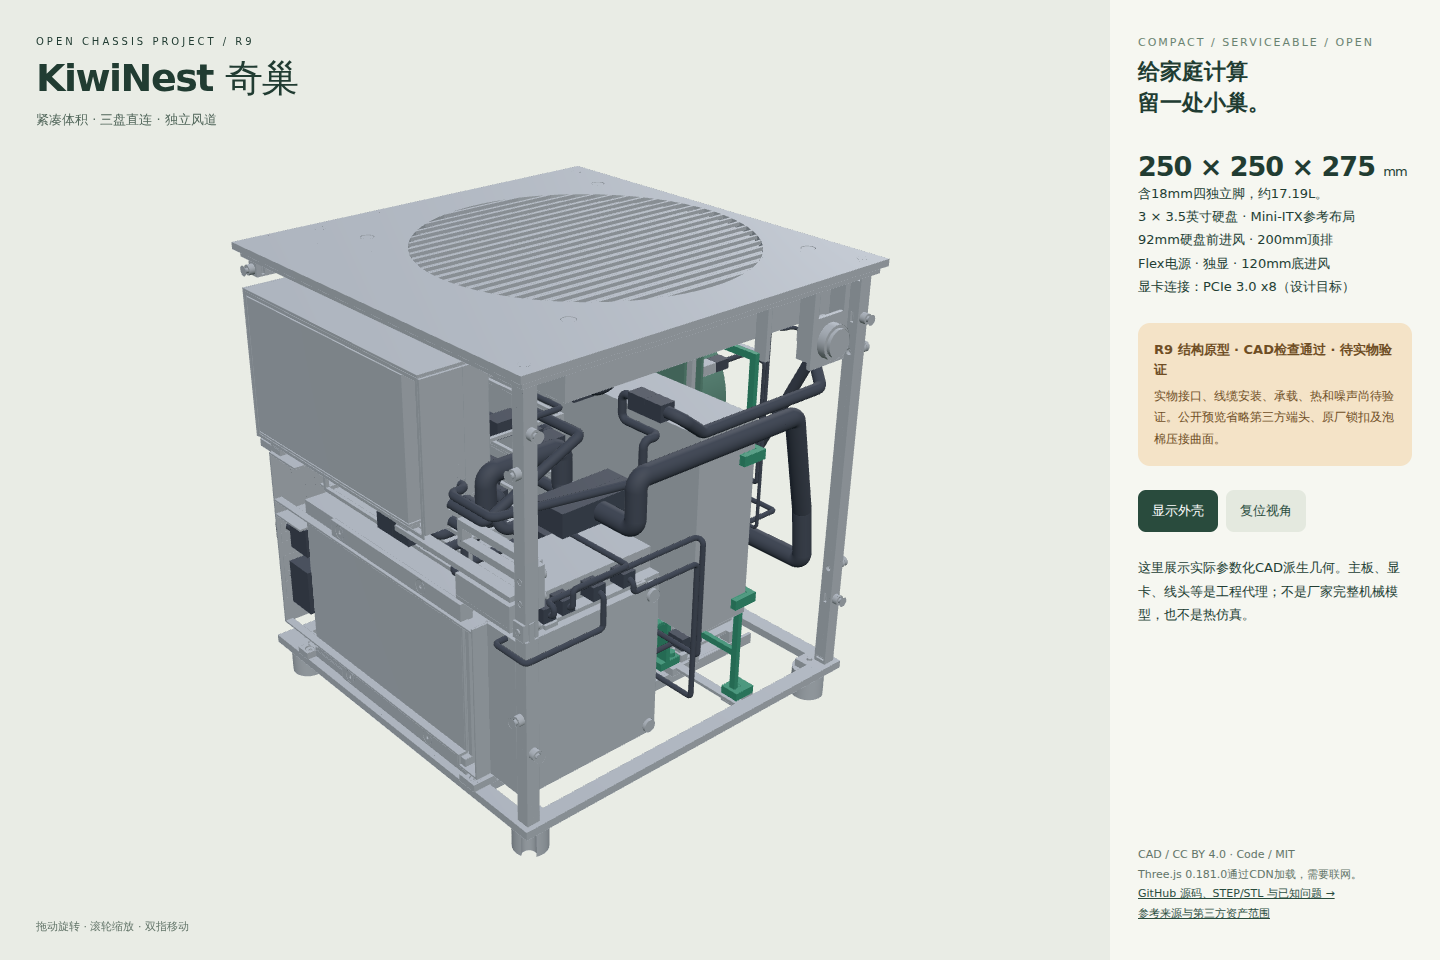 OPEN CHASSIS PROJECT / R9
KiwiNest 奇巢
紧凑体积 · 三盘直连 · 独立风道
拖动旋转 · 滚轮缩放 · 双指移动
COMPACT / SERVICEABLE / OPEN
给家庭计算
留一处小巢。
250 × 250 × 275 mm
含18mm四独立脚，约17.19L。
3 × 3.5英寸硬盘 · Mini-ITX参考布局
92mm硬盘前进风 · 200mm顶排
Flex电源 · 独显 · 120mm底进风
显卡连接：PCIe 3.0 x8（设计目标）
R9 结构原型 · CAD检查通过 · 待实物验
证
实物接口、线缆安装、承载、热和噪声尚待验
证。公开预览省略第三方端头、原厂锁扣及泡
棉压接曲面。
显示外壳
复位视角
这里展示实际参数化CAD派生几何。主板、显
卡、线头等是工程代理；不是厂家完整机械模
型，也不是热仿真。
CAD / CC BY 4.0 · Code / MIT
Three.js 0.181.0通过CDN加载，需要联网。
GitHub 源码、STEP/STL 与已知问题 →
参考来源与第三方资产范围